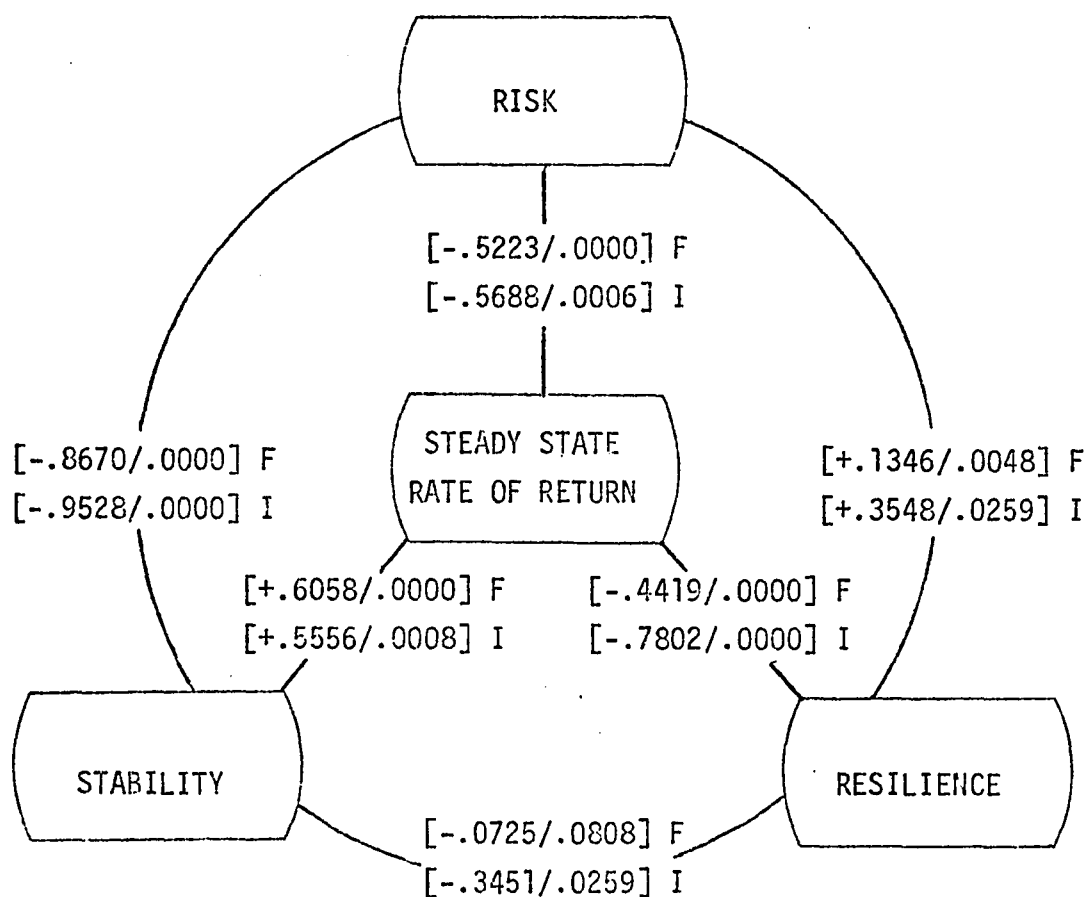 RISK
[-.5223/.0000] F
[-.5688/.0006] I
STEADY STATE
RATE OF RETURN
[-.8670/.0000] F
[-.9528/.0000] I
[+.1346/.0048] F
[+.3548/.0259] I
[+.6058/.0000] F
[+.5556/.0008] I
[-.4419/.0000] F
[-.7802/.0000] I
STABILITY
RESILIENCE
[-.0725/.0808] F
[-.3451/.0259] I